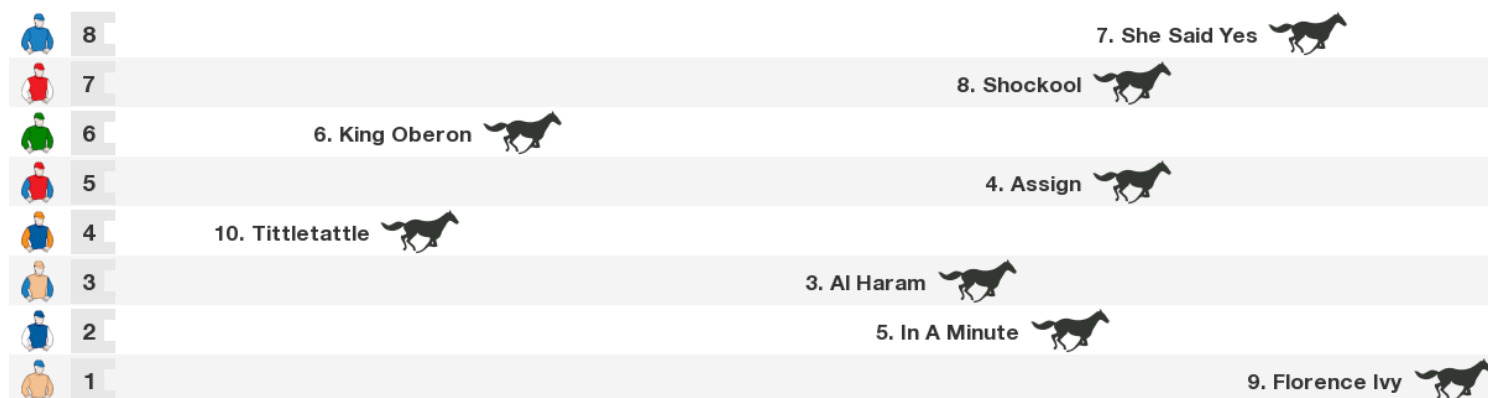 8 7. She Said Yes
7 8. Shockool
6 6. King Oberon
5 4. Assign
4 10. Tittletattle
3 3. Al Haram
2 5. In A Minute
1 9. Florence Ivy